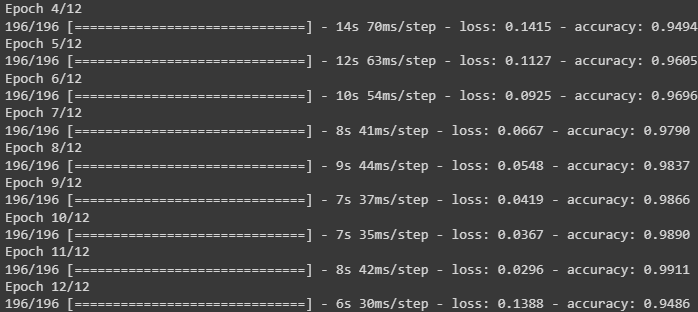 Epoch 4/12
196/196 [==============================] - 14s 70ms/step - loss: 0.1415 - accuracy: 0.9494
Epoch 5/12
196/196 [==============================] - 12s 63ms/step - loss: 0.1127 - accuracy: 0.9605
Epoch 6/12
196/196 [==============================] - 10s 54ms/step - loss: 0.0925 - accuracy: 0.9696
Epoch 7/12
196/196 [==============================] - 8s 41ms/step - loss: 0.0667 - accuracy: 0.9790
Epoch 8/12
196/196 [==============================] - 9s 44ms/step - loss: 0.0548 - accuracy: 0.9837
Epoch 9/12
196/196 [==============================] - 7s 37ms/step - loss: 0.0419 - accuracy: 0.9866
Epoch 10/12
196/196 [==============================] - 7s 35ms/step - loss: 0.0367 - accuracy: 0.9890
Epoch 11/12
196/196 [==============================] - 8s 42ms/step - loss: 0.0296 - accuracy: 0.9911
Epoch 12/12
196/196 [==============================] - 6s 30ms/step - loss: 0.1388 - accuracy: 0.9486